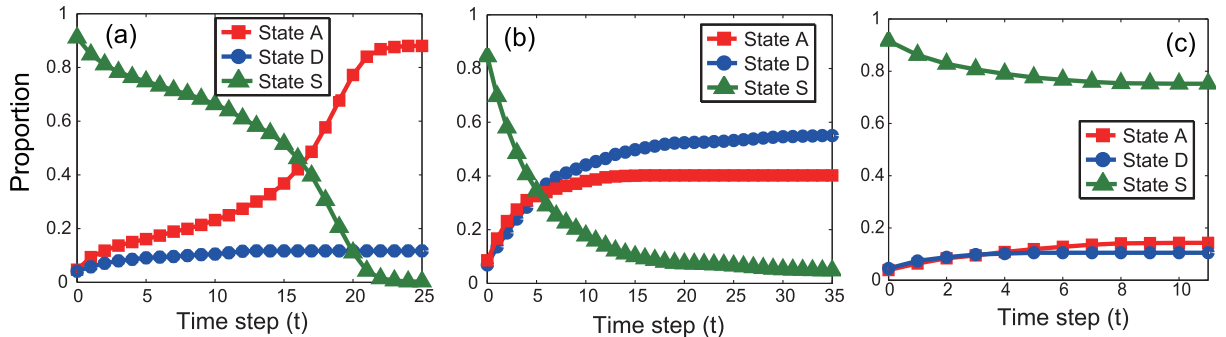 (a)
State A
State D
State S
Proportion
1
0.8
0.6
0.4
0.2
0
0 5 10 15 20 25
Time step (t)
(b)
State A
State D
State S
1
0.8
0.6
0.4
0.2
0
0 5 10 15 20 25 30 35
Time step (t)
(c)
State A
State D
State S
1
0.8
0.6
0.4
0.2
0
0 2 4 6 8 10
Time step (t)